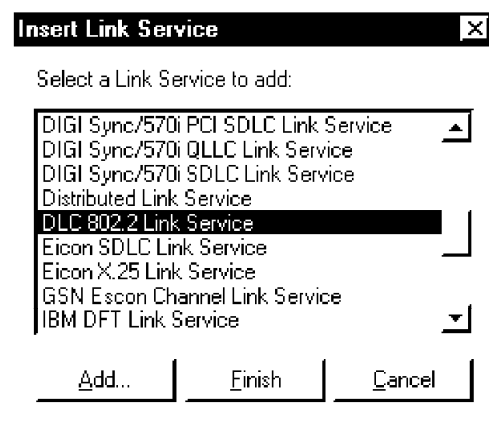 Insert Link Service
Select a Link Service to add:
DIGI Sync/570i PCI SDLC Link Service
DIGI Sync/570i QLLC Link Service
DIGI Sync/570i SDLC Link Service
Distributed Link Service
DLC 802.2 Link Service
Eicon SDLC Link Service
Eicon X.25 Link Service
GSN Escon Channel Link Service
IBM DFT Link Service
Add... Finish Cancel